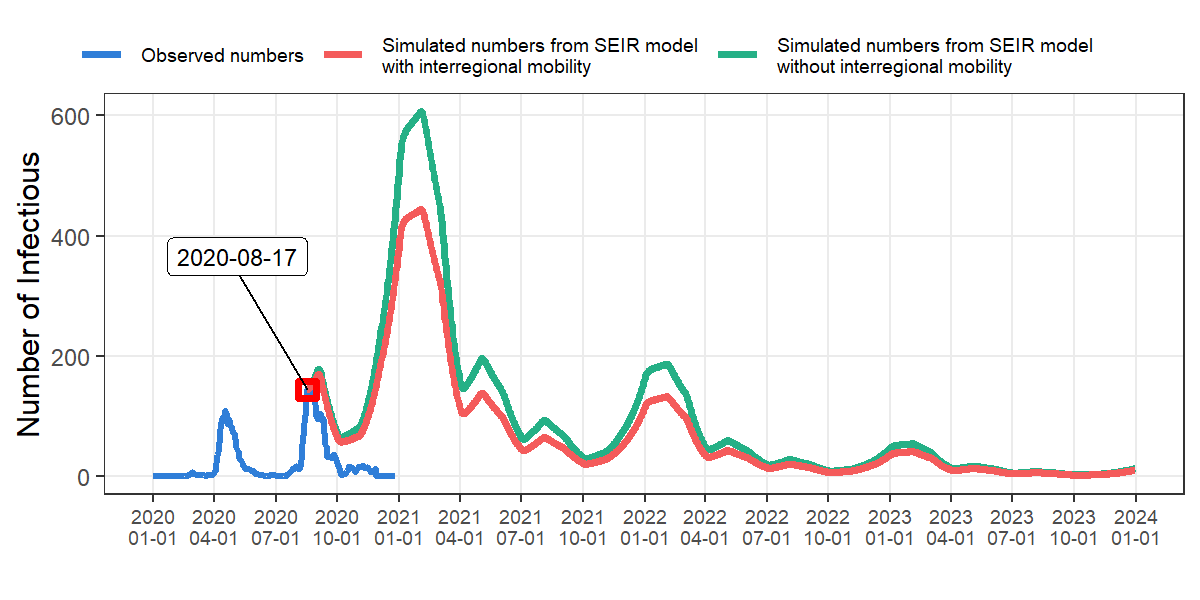 Observed numbers
Simulated numbers from SEIR model
with interregional mobility
Simulated numbers from SEIR model
without interregional mobility
Number of Infectious
600
400
200
0
2020-08-17
2020 2020 2020 2020 2021 2021 2021 2021 2022 2022 2022 2022 2023 2023 2023 2023 2024
01-01 04-01 07-01 10-01 01-01 04-01 07-01 10-01 01-01 04-01 07-01 10-01 01-01 04-01 07-01 10-01 01-01